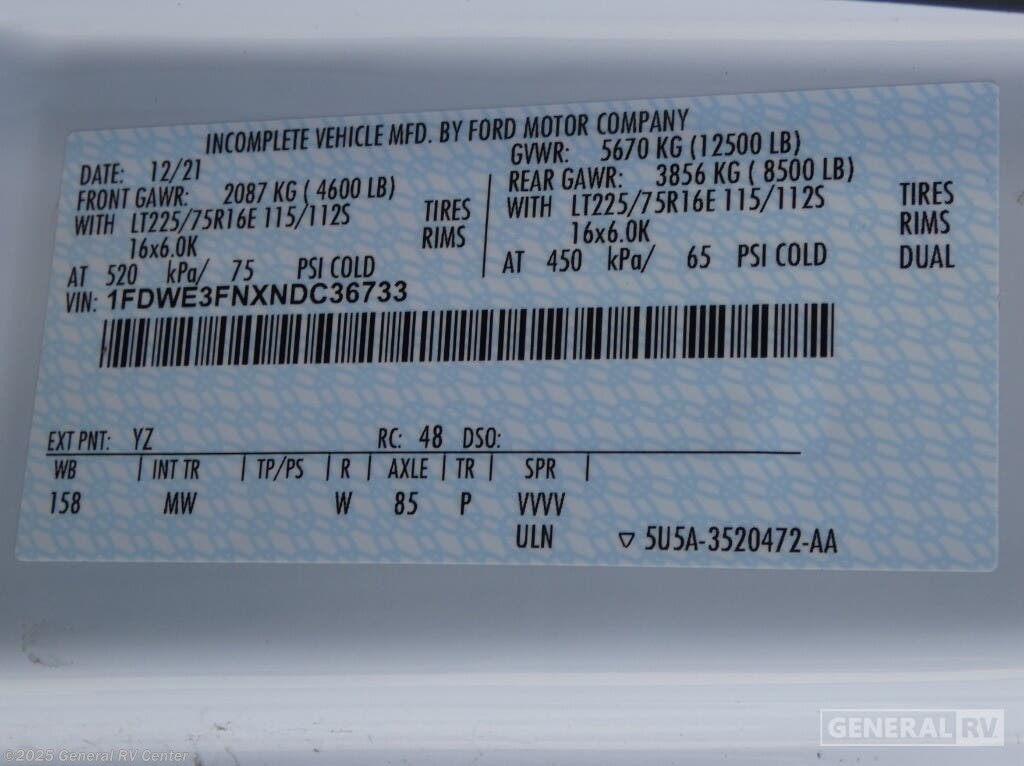 INCOMPLETE VEHICLE MFD. BY FORD MOTOR COMPANY
DATE: 12/21 GVWR: 5670 KG (12500 LB)
FRONT GAWR: 2087 KG ( 4600 LB) REAR GAWR: 3856 KG ( 8500 LB)
WITH LT225/75R16E 115/112S TIRES WITH LT225/75R16E 115/112S TIRES
16x6.0K RIMS 16x6.0K RIMS
AT 520 kPa/ 75 PSI COLD AT 450 kPa/ 65 PSI COLD DUAL
VIN: 1FDWE3FNXNDC36733
EXT PNT: YZ RC: 48 DSO:
WB INT TR TP/PS R AXLE TR SPR
158 MW W 85 P VVVV
ULN 5U5A-3520472-AA
GENERAL RV
©2025 General RV Center